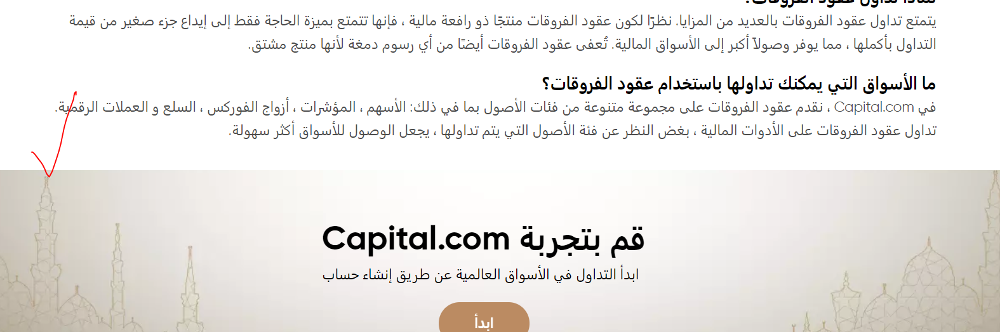 لماذا تداول عقود الفروقات؟
يتمتع تداول عقود الفروقات بالعديد من المزايا. نظرًا لكون عقود الفروقات منتجًا ذو رافعة مالية ، فإنها تتمتع بميزة الحاجة فقط إلى إيداع جزء صغير من قيمة
التداول بأكملها ، مما يوفر وصولاً أكبر إلى الأسواق المالية. تُعفى عقود الفروقات أيضًا من أي رسوم دمغة لأنها منتج مشتق.
ما الأسواق التي يمكنك تداولها باستخدام عقود الفروقات؟
في Capital.com ، نقدم عقود الفروقات على مجموعة متنوعة من فئات الأصول بما في ذلك: الأسهم ، المؤشرات ، أزواج الفوركس ، السلع و العملات الرقمية.
تداول عقود الفروقات على الأدوات المالية ، بغض النظر عن فئة الأصول التي يتم تداولها ، يجعل الوصول للأسواق أكثر سهولة.
قم بتجربة Capital.com
ابدأ التداول في الأسواق العالمية عن طريق إنشاء حساب
ابدأ